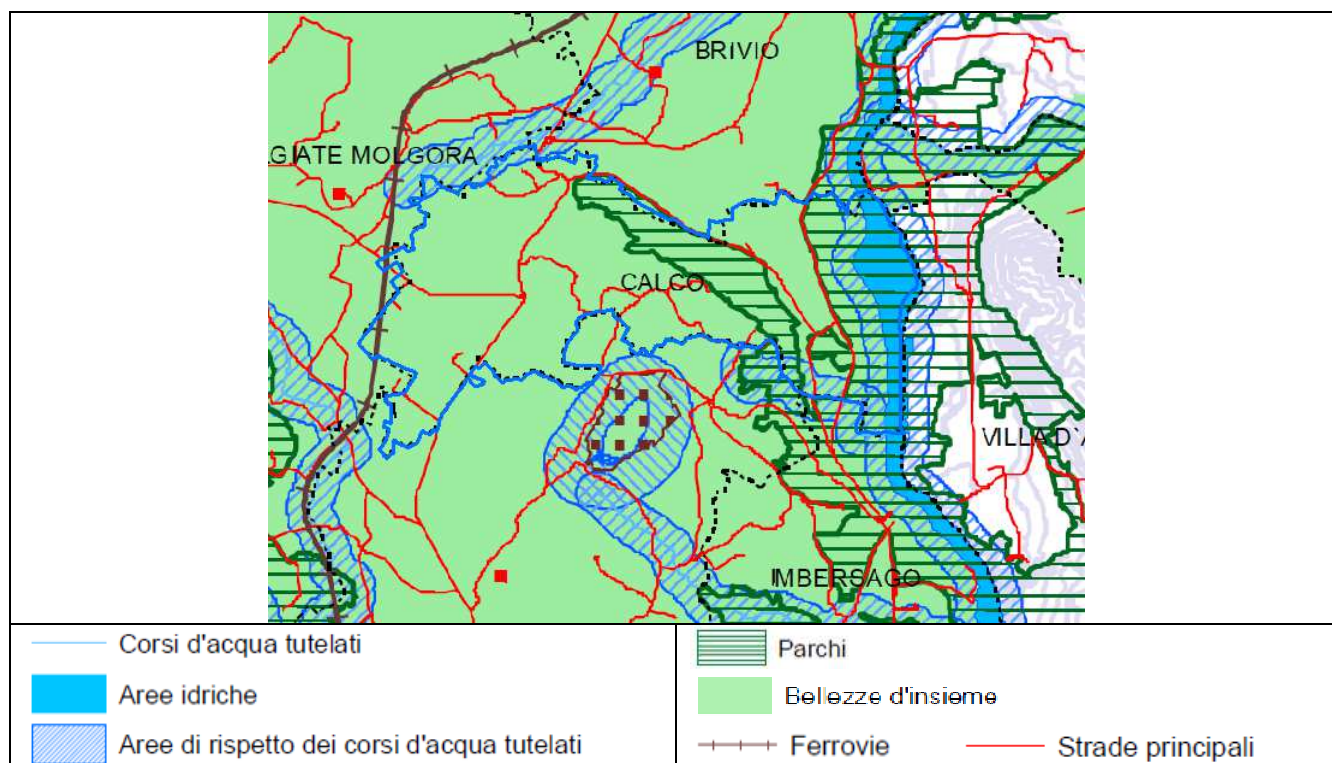 BRIVIO
LGIATE MOLGORA
CALCO
VILLA D'A
IMBERSAGO
Corsi d'acqua tutelati
Aree idriche
Aree di rispetto dei corsi d'acqua tutelati
Parchi
Bellezze d'insieme
Ferrovie
Strade principali